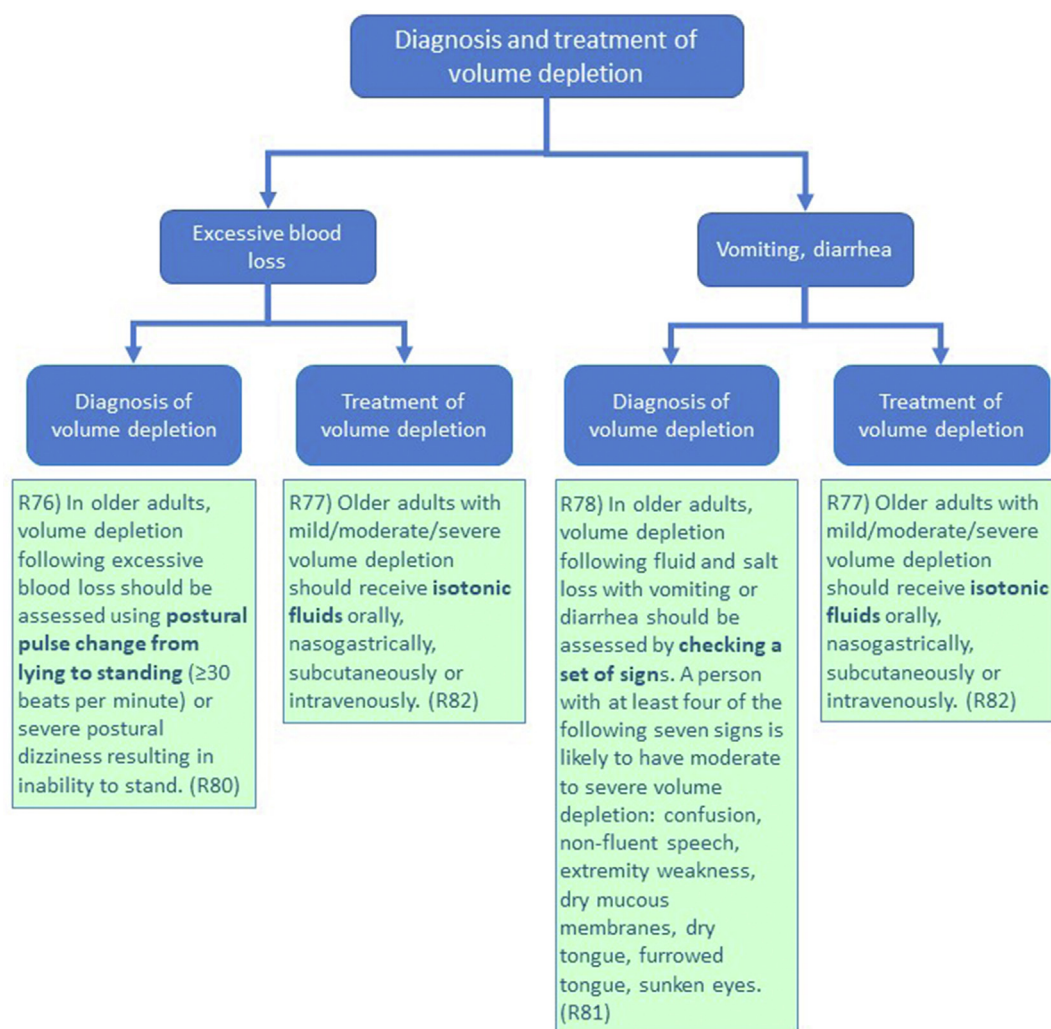 Diagnosis and treatment of
volume depletion
Excessive blood
loss
Vomiting, diarrhea
Diagnosis of
volume depletion
Treatment of
volume depletion
Diagnosis of
volume depletion
Treatment of
volume depletion
R76) In older adults,
volume depletion
following excessive
blood loss should be
assessed using postural
pulse change from
lying to standing (≥30
beats per minute) or
severe postural
dizziness resulting in
inability to stand. (R80)
R77) Older adults with
mild/moderate/severe
volume depletion
should receive isotonic
fluids orally,
nasogastrically,
subcutaneously or
intravenously. (R82)
R78) In older adults,
volume depletion
following fluid and salt
loss with vomiting or
diarrhea should be
assessed by checking a
set of signs. A person
with at least four of the
following seven signs is
likely to have moderate
to severe volume
depletion: confusion,
non-fluent speech,
extremity weakness,
dry mucous
membranes, dry
tongue, furrowed
tongue, sunken eyes.
(R81)
R77) Older adults with
mild/moderate/severe
volume depletion
should receive isotonic
fluids orally,
nasogastrically,
subcutaneously or
intravenously. (R82)